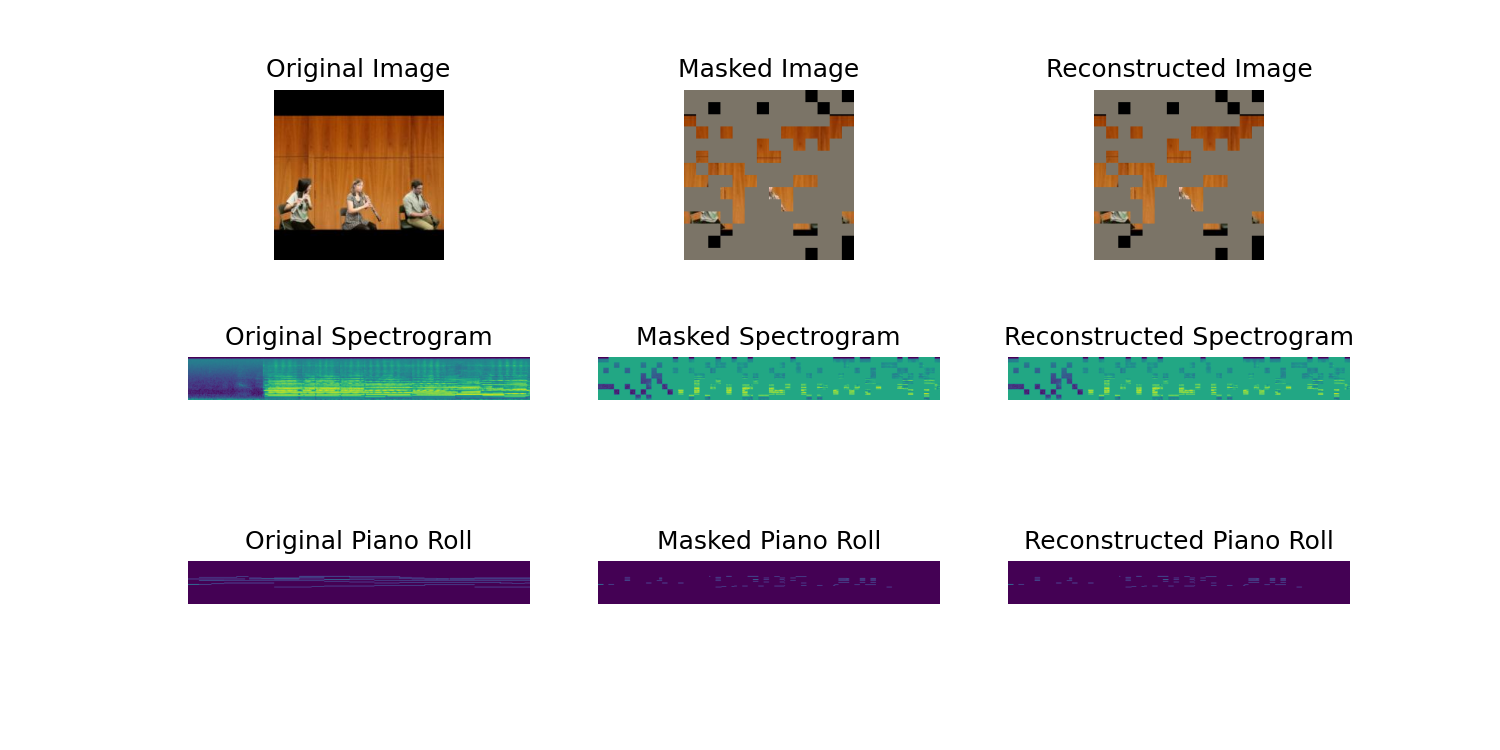 Original Image
Masked Image
Reconstructed Image
Original Spectrogram
Masked Spectrogram
Reconstructed Spectrogram
Original Piano Roll
Masked Piano Roll
Reconstructed Piano Roll